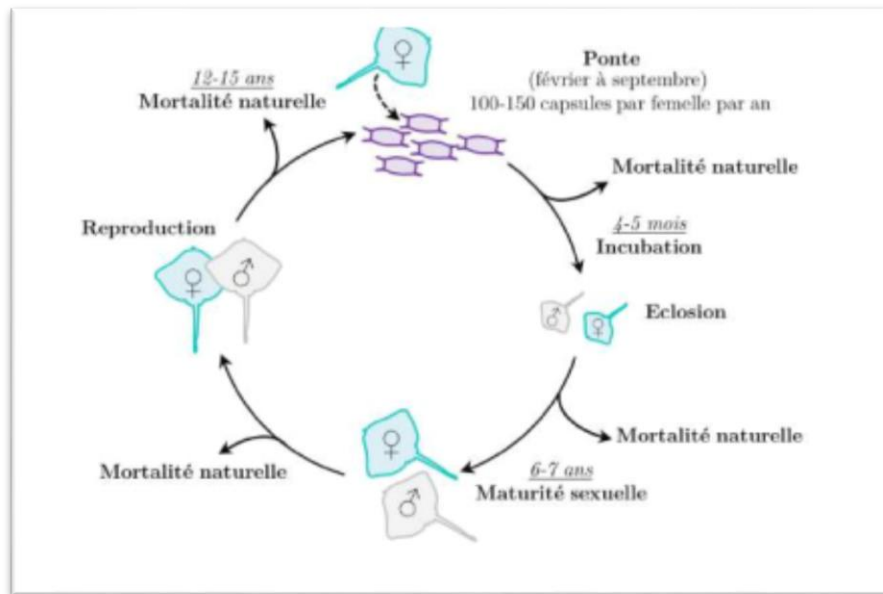 Ponte
(février à septembre)
100-150 capsules par femelle par an
12-15 ans
Mortalité naturelle
Mortalité naturelle
4-5 mois
Incubation
Reproduction
♀
♀
♂
♂
♀
Eclosion
Mortalité naturelle
♀
6-7 ans
Maturité sexuelle
Mortalité naturelle
♂